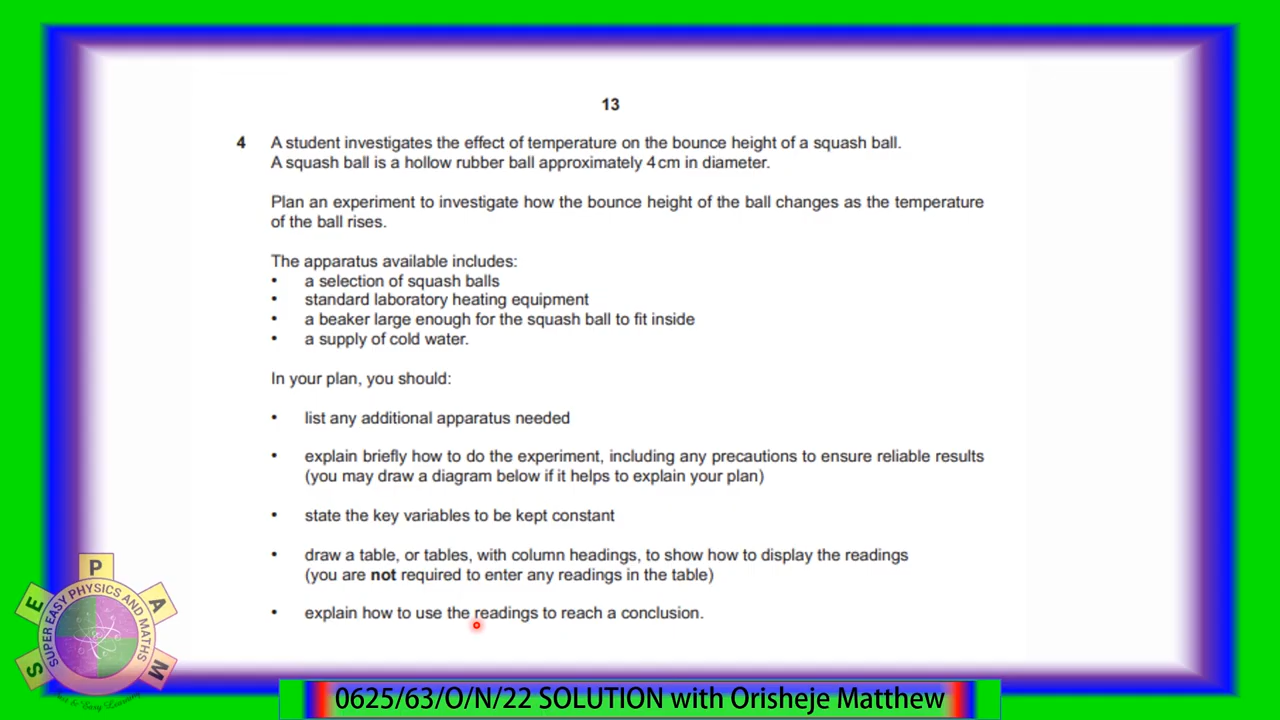 13
4 A student investigates the effect of temperature on the bounce height of a squash ball.
A squash ball is a hollow rubber ball approximately 4 cm in diameter.
Plan an experiment to investigate how the bounce height of the ball changes as the temperature
of the ball rises.
The apparatus available includes:
• a selection of squash balls
• standard laboratory heating equipment
• a beaker large enough for the squash ball to fit inside
• a supply of cold water.
In your plan, you should:
• list any additional apparatus needed
• explain briefly how to do the experiment, including any precautions to ensure reliable results
(you may draw a diagram below if it helps to explain your plan)
• state the key variables to be kept constant
• draw a table, or tables, with column headings, to show how to display the readings
(you are not required to enter any readings in the table)
• explain how to use the readings to reach a conclusion.
S E P A M
SUPER EASY PHYSICS AND MATHS
0625/63/O/N/22 SOLUTION with Orisheje Matthew